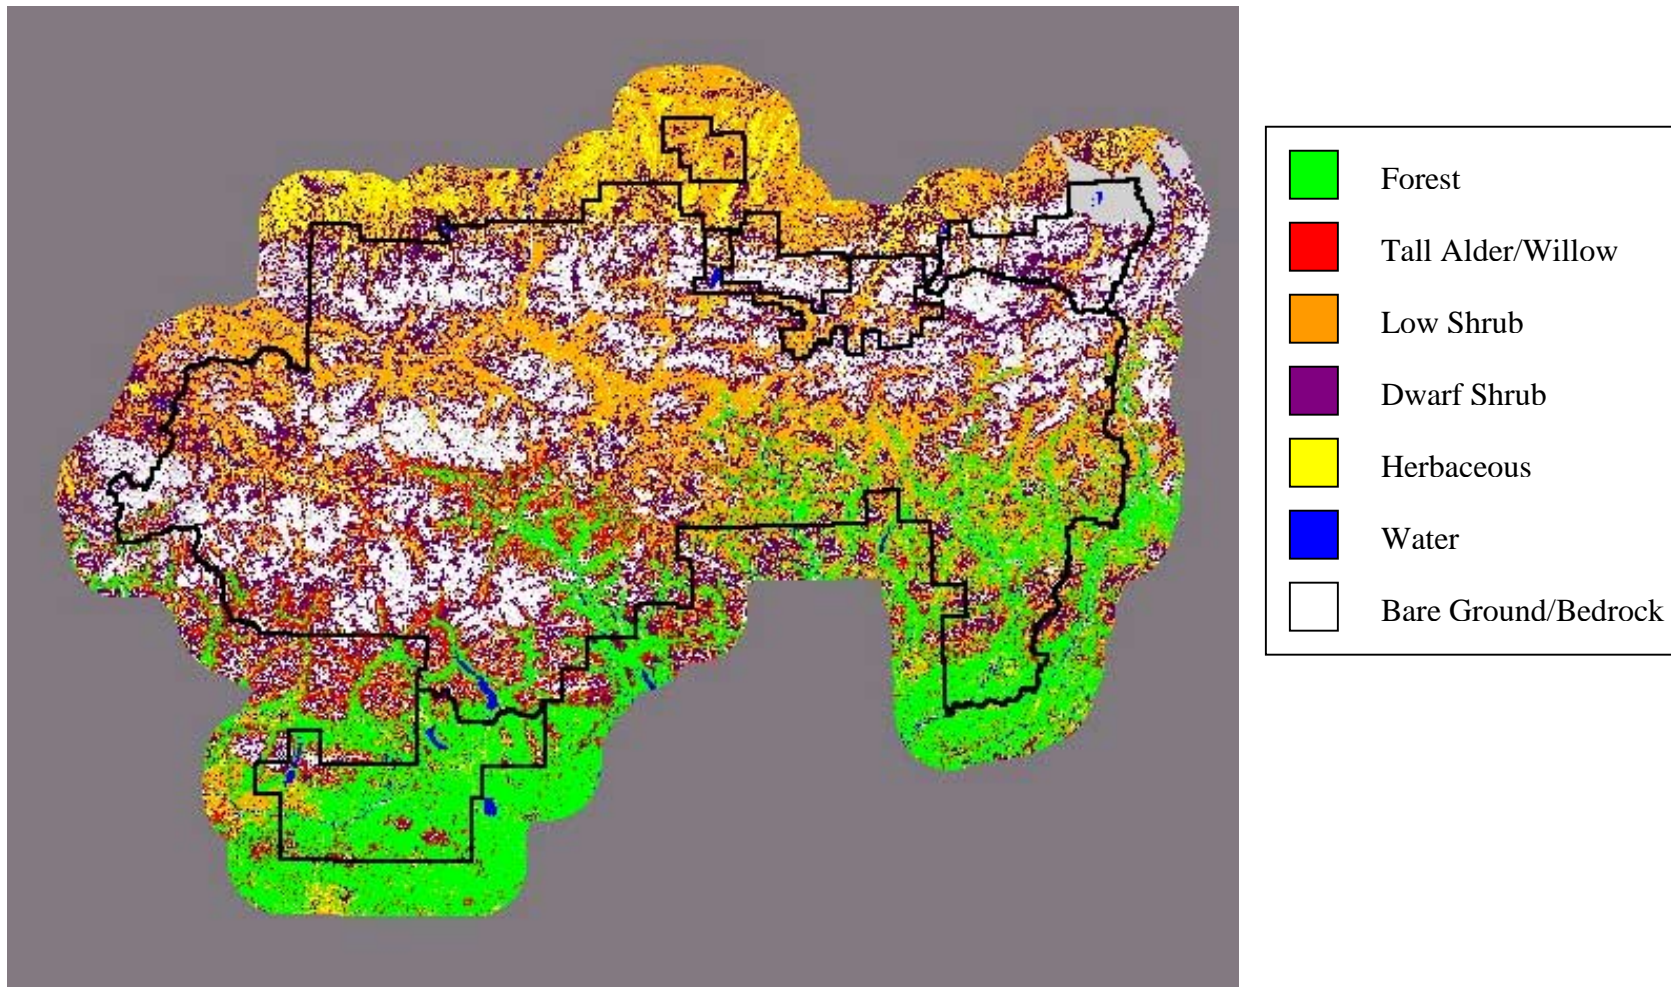 Forest
Tall Alder/Willow
Low Shrub
Dwarf Shrub
Herbaceous
Water
Bare Ground/Bedrock